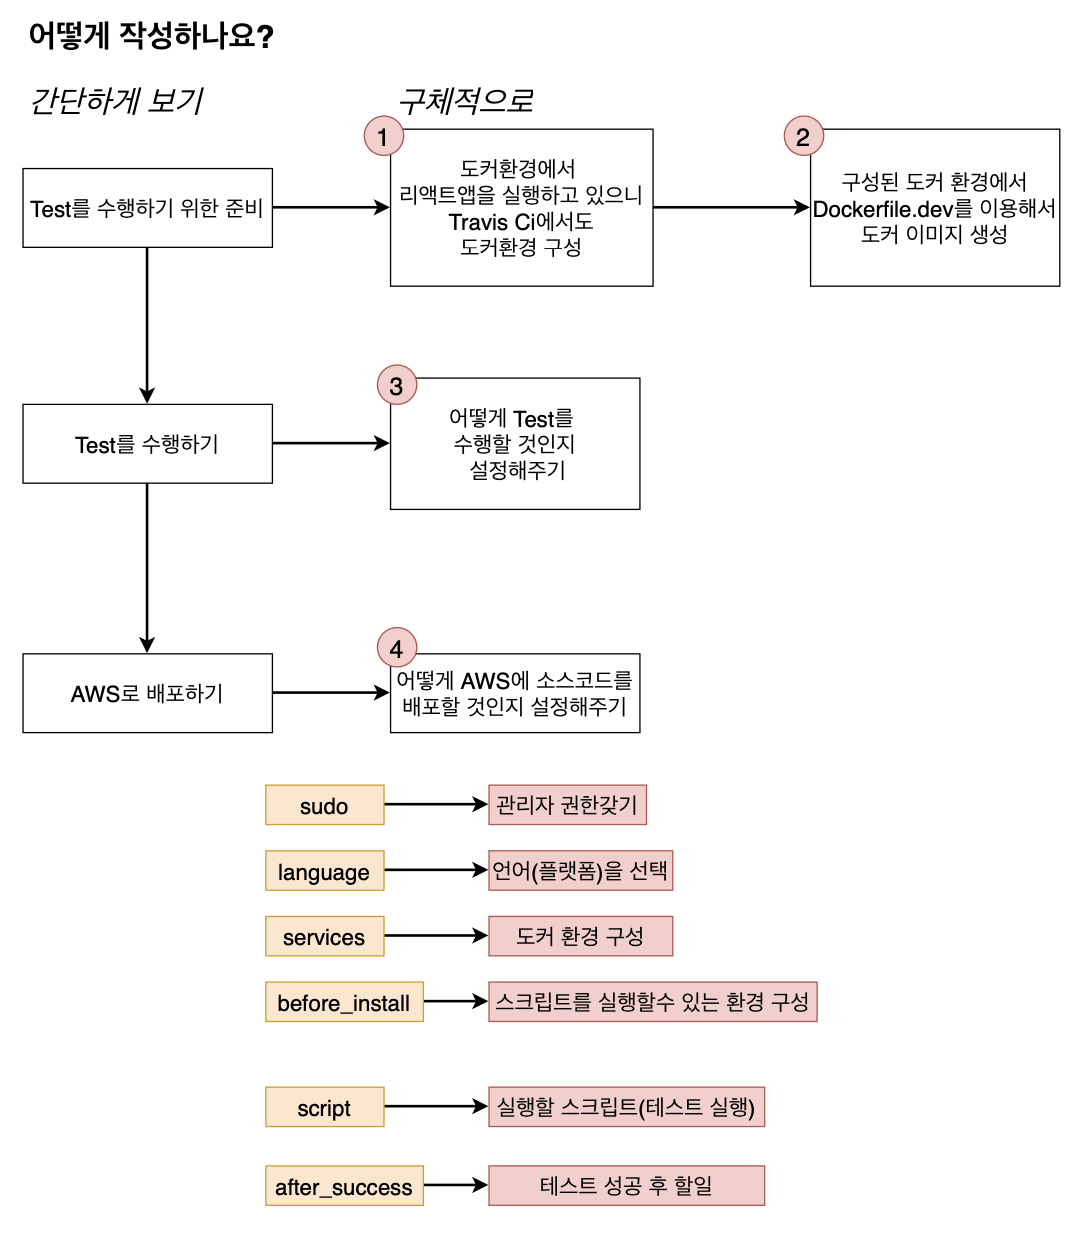 어떻게 작성하나요?
간단하게 보기
구체적으로
Test를 수행하기 위한 준비
1
도커환경에서
리액트앱을 실행하고 있으니
Travis Ci에서도
도커환경 구성
2
구성된 도커 환경에서
Dockerfile.dev를 이용해서
도커 이미지 생성
Test를 수행하기
3
어떻게 Test를
수행할 것인지
설정해주기
AWS로 배포하기
4
어떻게 AWS에 소스코드를
배포할 것인지 설정해주기
sudo
관리자 권한갖기
language
언어(플랫폼)을 선택
services
도커 환경 구성
before_install
스크립트를 실행할수 있는 환경 구성
script
실행할 스크립트(테스트 실행)
after_success
테스트 성공 후 할일